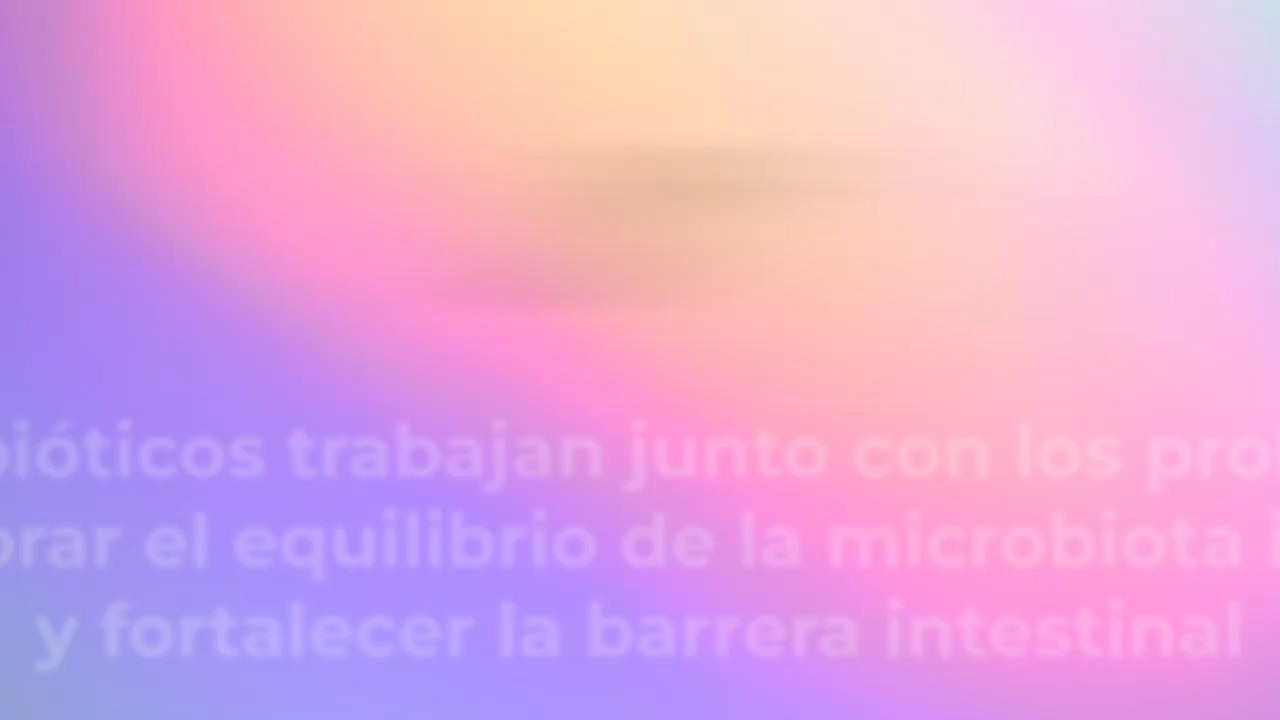 bióticos trabajan junto con los pro
orar el equilibrio de la microbiota i
y fortalecer la barrera intestinal